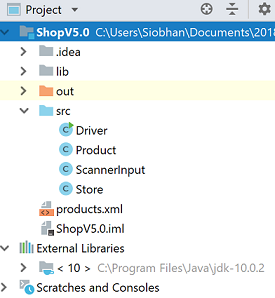 Project
ShopV5.0 C:\Users\Siobhan\Documents\2018
.idea
lib
out
src
Driver
Product
ScannerInput
Store
products.xml
ShopV5.0.iml
External Libraries
< 10 > C:\Program Files\Java\jdk-10.0.2
Scratches and Consoles